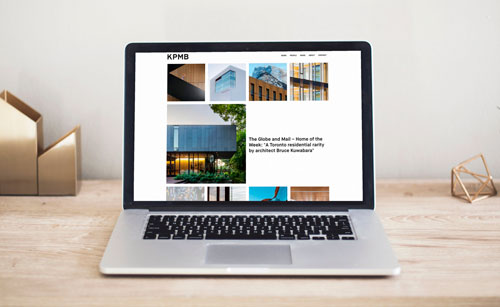 KPMB
The Globe and Mail – Home of the
Week: "A Toronto residential rarity
by architect Bruce Kuwabara"